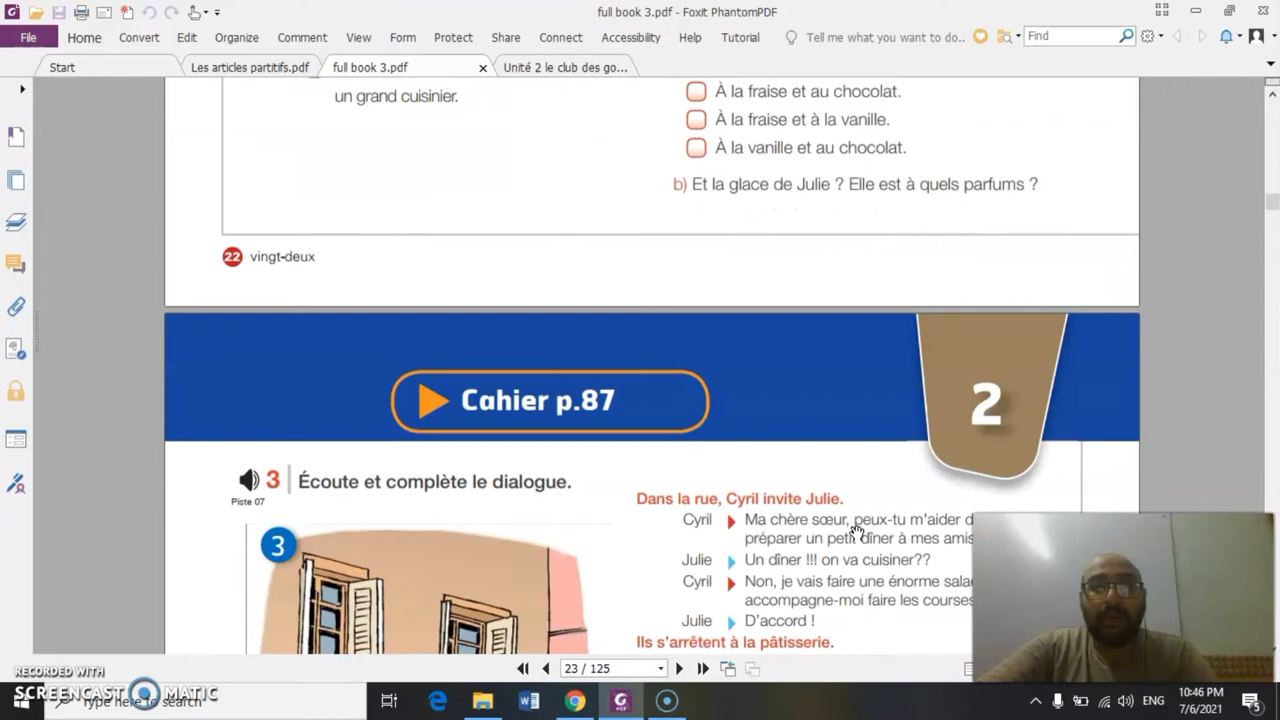 full book 3.pdf - Foxit PhantomPDF
File Home Convert Edit Organize Comment View Form Protect Share Connect Accessibility Help Tutorial Tell me what you want to do.. Find
Start Les articles partitifs.pdf full book 3.pdf Unité 2 le club des go...
un grand cuisinier.
À la fraise et au chocolat.
À la fraise et à la vanille.
À la vanille et au chocolat.
b) Et la glace de Julie ? Elle est à quels parfums ?
22 vingt-deux
Cahier p.87
2
3 Écoute et complète le dialogue.
Piste 07
3
Dans la rue, Cyril invite Julie.
Cyril Ma chère sœur, peux-tu m'aider
préparer un petit dîner à mes amis
Julie Un dîner !!! on va cuisiner??
Cyril Non, je vais faire une énorme
accompagne-moi faire les courses
Julie D'accord !
Ils s'arrêtent à la pâtisserie.
23 / 125
RECORDED WITH
SCREENCAST MATIC
Type here to search
ENG
10:46 PM
7/6/2021
5